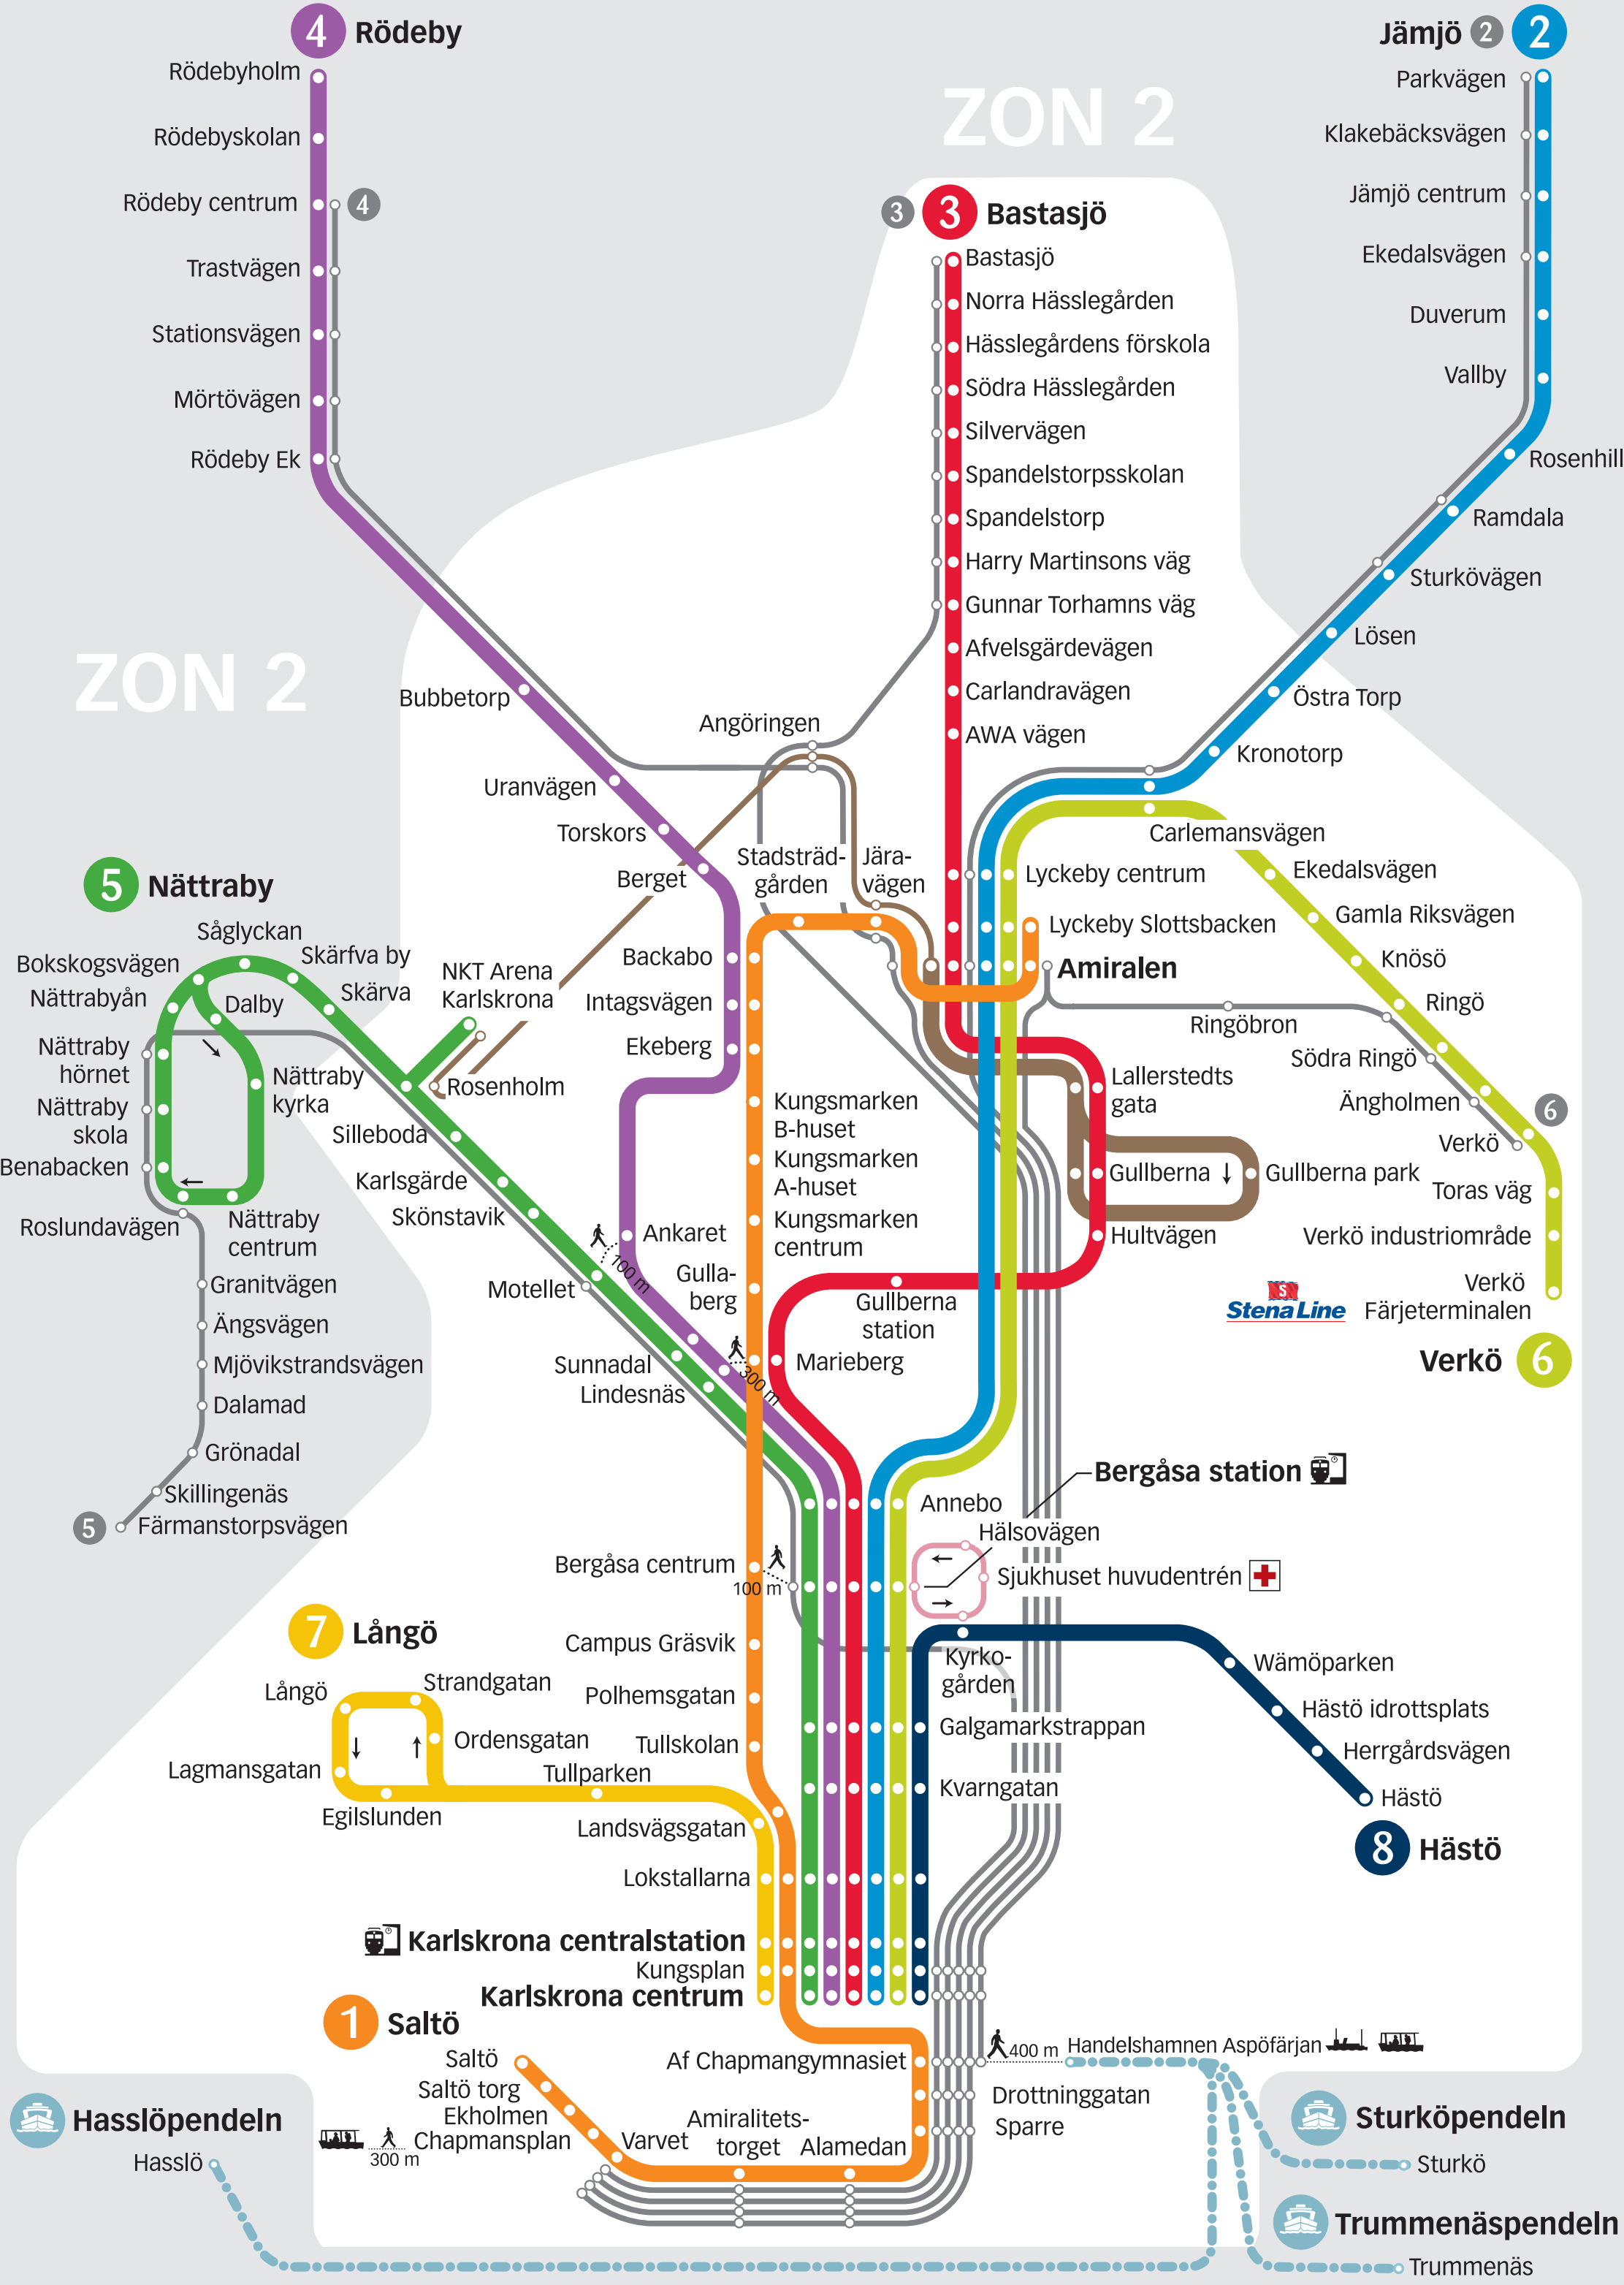 4 Rödeby
Jämjö 2 2
Rödebyholm
Rödebyskolan
Rödeby centrum
4
Trastvägen
Stationsvägen
Mörtövägen
Rödeby Ek
ZON 2
Parkvägen
Klakebäcksvägen
Jämjö centrum
Ekedalsvägen
Duverum
Vallby
Rosenhill
Ramdala
Sturkövägen
Lösen
Östra Torp
Kronotorp
3 3 Bastasjö
Bastasjö
Norra Hässlegården
Hässlegårdens förskola
Södra Hässlegården
Silvervägen
Spandelstorpsskolan
Spandelstorp
Harry Martinsons väg
Gunnar Torhamns väg
Afvelsgärdevägen
Carlandravägen
AWA vägen
ZON 2
Bubbetorp
Uranvägen
Torskors
Berget
Backabo
Intagsvägen
Ekeberg
Angöringen
Stadsträd-
gården
Jära-
vägen
Lyckeby centrum
Lyckeby Slottsbacken
Amiralen
Carlemansvägen
Ekedalsvägen
Gamla Riksvägen
Knösö
Ringö
Ringöbron
Södra Ringö
Ängholmen
Verkö
6
Toras väg
Verkö industriområde
Verkö
Färjeterminalen
S
Stena Line
Verkö 6
5 Nättraby
Såglyckan
Bokskogsvägen
Skärfva by
Nättrabyån
Dalby
Skärva
NKT Arena
Karlskrona
Nättraby
hörnet
Nättraby
skola
Benabacken
Nättraby
kyrka
Rosenholm
Roslundavägen
Nättraby
centrum
Silleboda
Karlsgärde
Skönstavik
Motellet
Sunnadal
Lindesnäs
Granitvägen
Ängsvägen
Mjövikstrandsvägen
Dalamad
Grönadal
Skillingenäs
5 Färmanstorpsvägen
Ankaret
100 m
Gulla-
berg
300 m
Kungsmarken
B-huset
Kungsmarken
A-huset
Kungsmarken
centrum
Lallerstedts
gata
Gullberna
Gullberna park
Hultvägen
Gullberna
station
Marieberg
Bergåsa station
Annebo
Hälsovägen
Sjukhuset huvudentrén
Bergåsa centrum
100 m
7 Långö
Långö
Strandgatan
Ordensgatan
Lagmansgatan
Egilslunden
Tullparken
Landsvägsgatan
Campus Gräsvik
Polhemsgatan
Tullskolan
Kyrko-
gården
Galgamarkstrappan
Kvarngatan
Wämöparken
Hästö idrottsplats
Herrgårdsvägen
Hästö
8 Hästö
Lokstallarna
Karlskrona centralstation
Kungsplan
Karlskrona centrum
1 Saltö
Saltö
Saltö torg
Ekholmen
Chapmansplan
300 m
Varvet
Amiralitets-
torget
Alamedan
Af Chapmangymnasiet
400 m
Handelshamnen Aspöfärjan
Drottninggatan
Sparre
Hasslöpendeln
Hasslö
Sturköpendeln
Sturkö
Trummenäspendeln
Trummenäs